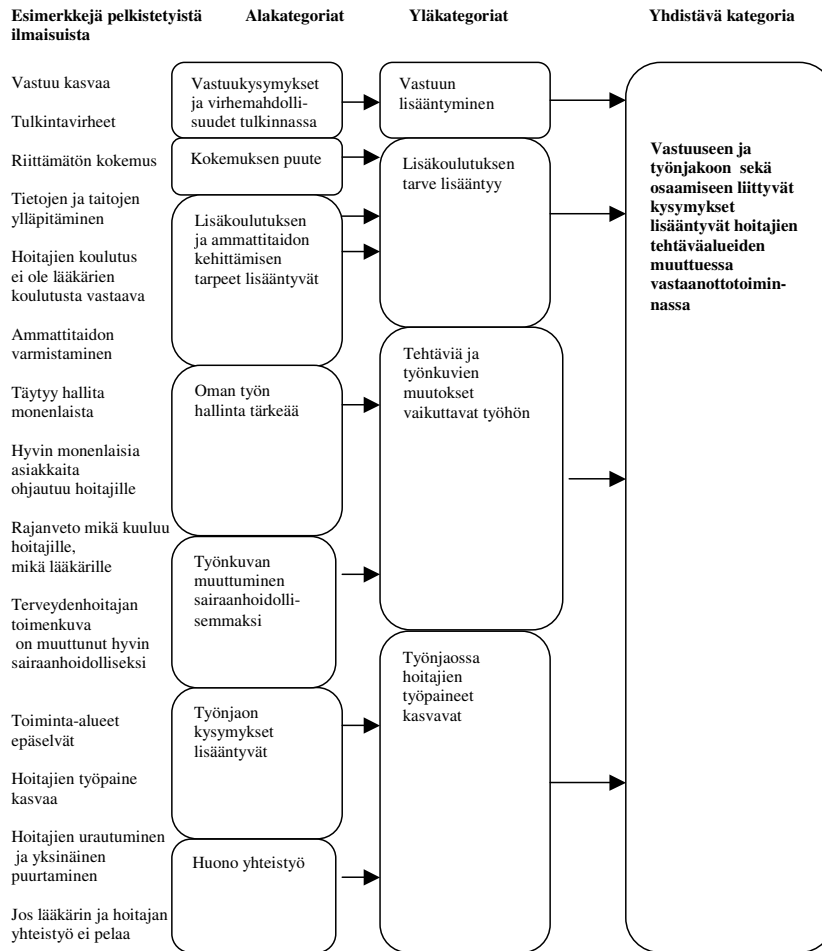 Esimerkkejä pelkistetyistä
ilmaisuista
Alakategoriat
Yläkategoriat
Yhdistävä kategoria
Vastuu kasvaa
Tulkintavirheet
Riittämätön kokemus
Tietojen ja taitojen
ylläpitäminen
Hoitajien koulutus
ei ole lääkärien
koulutusta vastaava
Ammattitaidon
varmistaminen
Täytyy hallita
monenlaista
Hyvin monenlaisia
asiakkaita
ohjautuu hoitajille
Rajanveto mikä kuuluu
hoitajille,
mikä lääkärille
Terveydenhoitajan
toimenkuva
on muuttunut hyvin
sairaanhoidolliseksi
Toiminta-alueet
epäselvät
Hoitajien työpaine
kasvaa
Hoitajien urautuminen
ja yksinäinen
puurtaminen
Jos lääkärin ja hoitajan
yhteistyö ei pelaa
Vastuukysymykset
ja virhemahdolli-
suudet tulkinnassa
Kokemuksen puute
Lisäkoulutuksen
ja ammattitaidon
kehittämisen
tarpeet lisääntyvät
Oman työn
hallinta tärkeää
Työnkuvan
muuttuminen
sairaanhoidolli-
semmaksi
Työnjaon
kysymykset
lisääntyvät
Huono yhteistyö
Vastuun
lisääntyminen
Lisäkoulutuksen
tarve lisääntyy
Tehtäviä ja
työnkuvien
muutokset
vaikuttavat työhön
Työnjaossa
hoitajien
työpaineet
kasvavat
Vastuuseen ja
työnjakoon sekä
osaamiseen liittyvät
kysymykset
lisääntyvät hoitajien
tehtäväalueiden
muuttuessa
vastaanottotoimin-
nassa